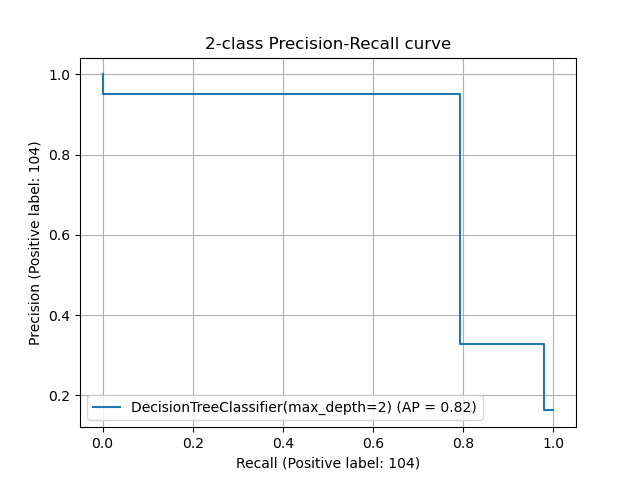 2-class Precision-Recall curve
Precision (Positive label: 104)
1.0
0.8
0.6
0.4
0.2
DecisionTreeClassifier(max_depth=2) (AP = 0.82)
0.0 0.2 0.4 0.6 0.8 1.0
Recall (Positive label: 104)